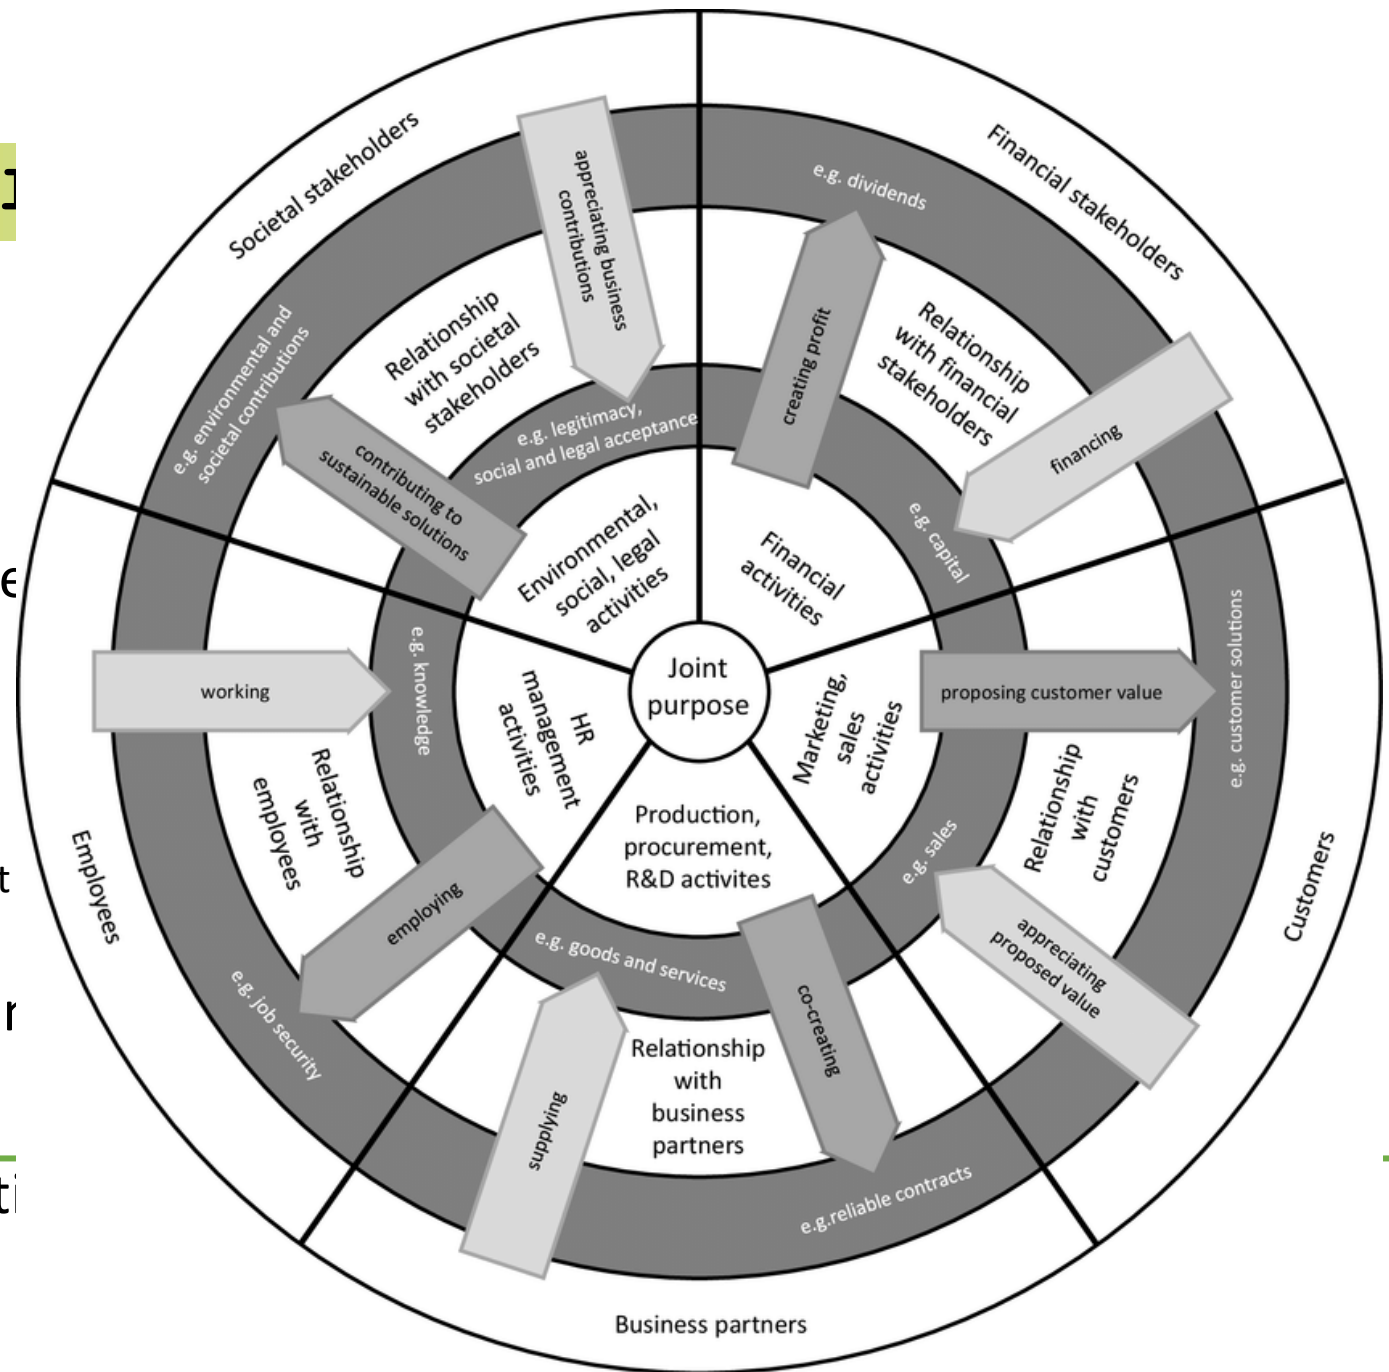 Societal stakeholders
appreciating business
contributions
Relationship
with societal
stakeholders
e.g. environmental and
societal contributions
contributing to
sustainable solutions
e.g. legitimacy,
social and legal acceptance
Environmental,
social, legal
activities
Financial stakeholders
e.g. dividends
creating profit
Relationship
with financial
stakeholders
financing
e.g. capital
Financial
activities
Joint
purpose
Customers
e.g. customer solutions
proposing customer value
Relationship
with
customers
appreciating
proposed value
e.g. sales
Marketing,
sales
activities
Business partners
e.g.reliable contracts
co-creating
Relationship
with
business
partners
supplying
e.g. goods and services
Production,
procurement,
R&D activites
Employees
e.g. job security
employing
Relationship
with
employees
working
e.g. knowledge
HR
management
activities